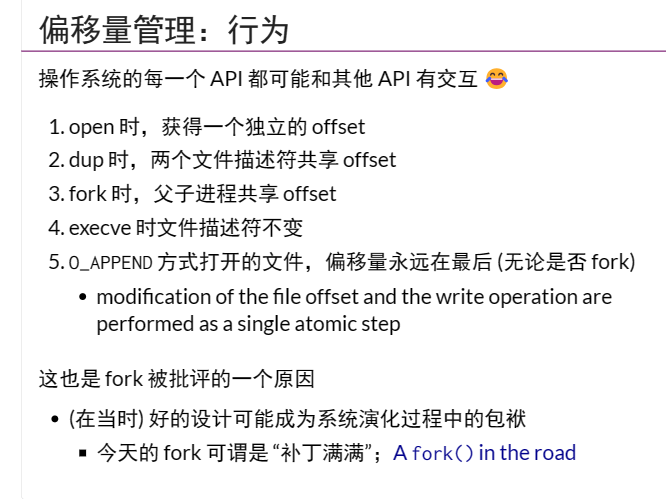 偏移量管理：行为
操作系统的每一个 API 都可能和其他 API 有交互 😂
1. open 时，获得一个独立的 offset
2. dup 时，两个文件描述符共享 offset
3. fork 时，父子进程共享 offset
4. execve 时文件描述符不变
5. O_APPEND 方式打开的文件，偏移量永远在最后 (无论是否 fork)
• modification of the file offset and the write operation are
performed as a single atomic step
这也是 fork 被批评的一个原因
• (在当时) 好的设计可能成为系统演化过程中的包袱
▪ 今天的 fork 可谓是 “补丁满满”；A fork() in the road